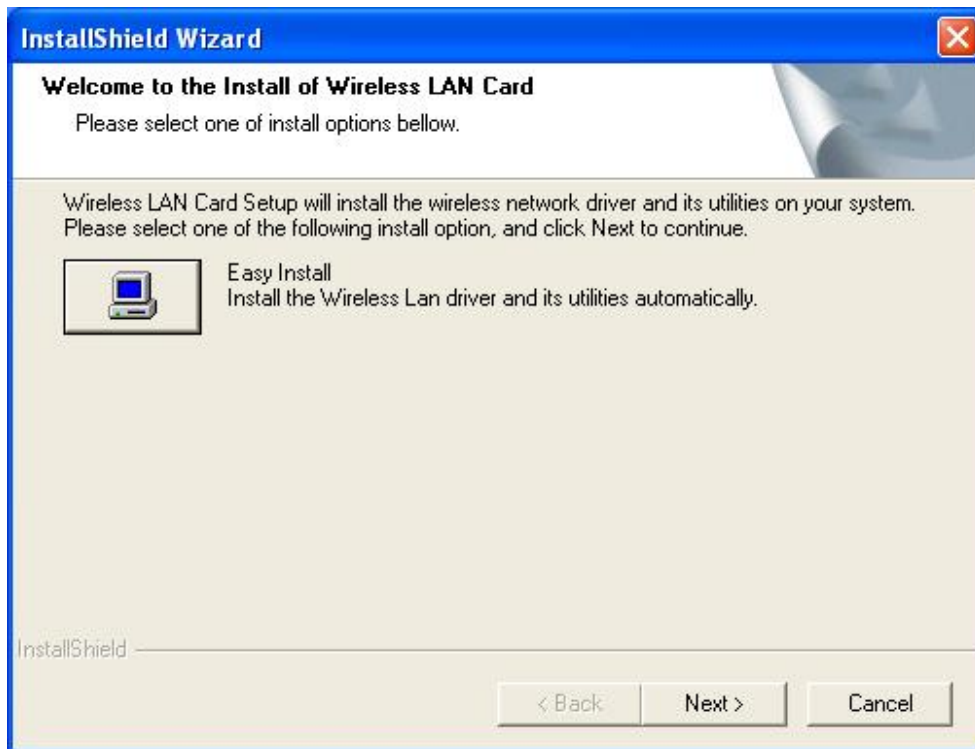 InstallShield Wizard
Welcome to the Install of Wireless LAN Card
Please select one of install options bellow.
Wireless LAN Card Setup will install the wireless network driver and its utilities on your system.
Please select one of the following install option, and click Next to continue.
Easy Install
Install the Wireless Lan driver and its utilities automatically.
InstallShield
< Back
Next >
Cancel